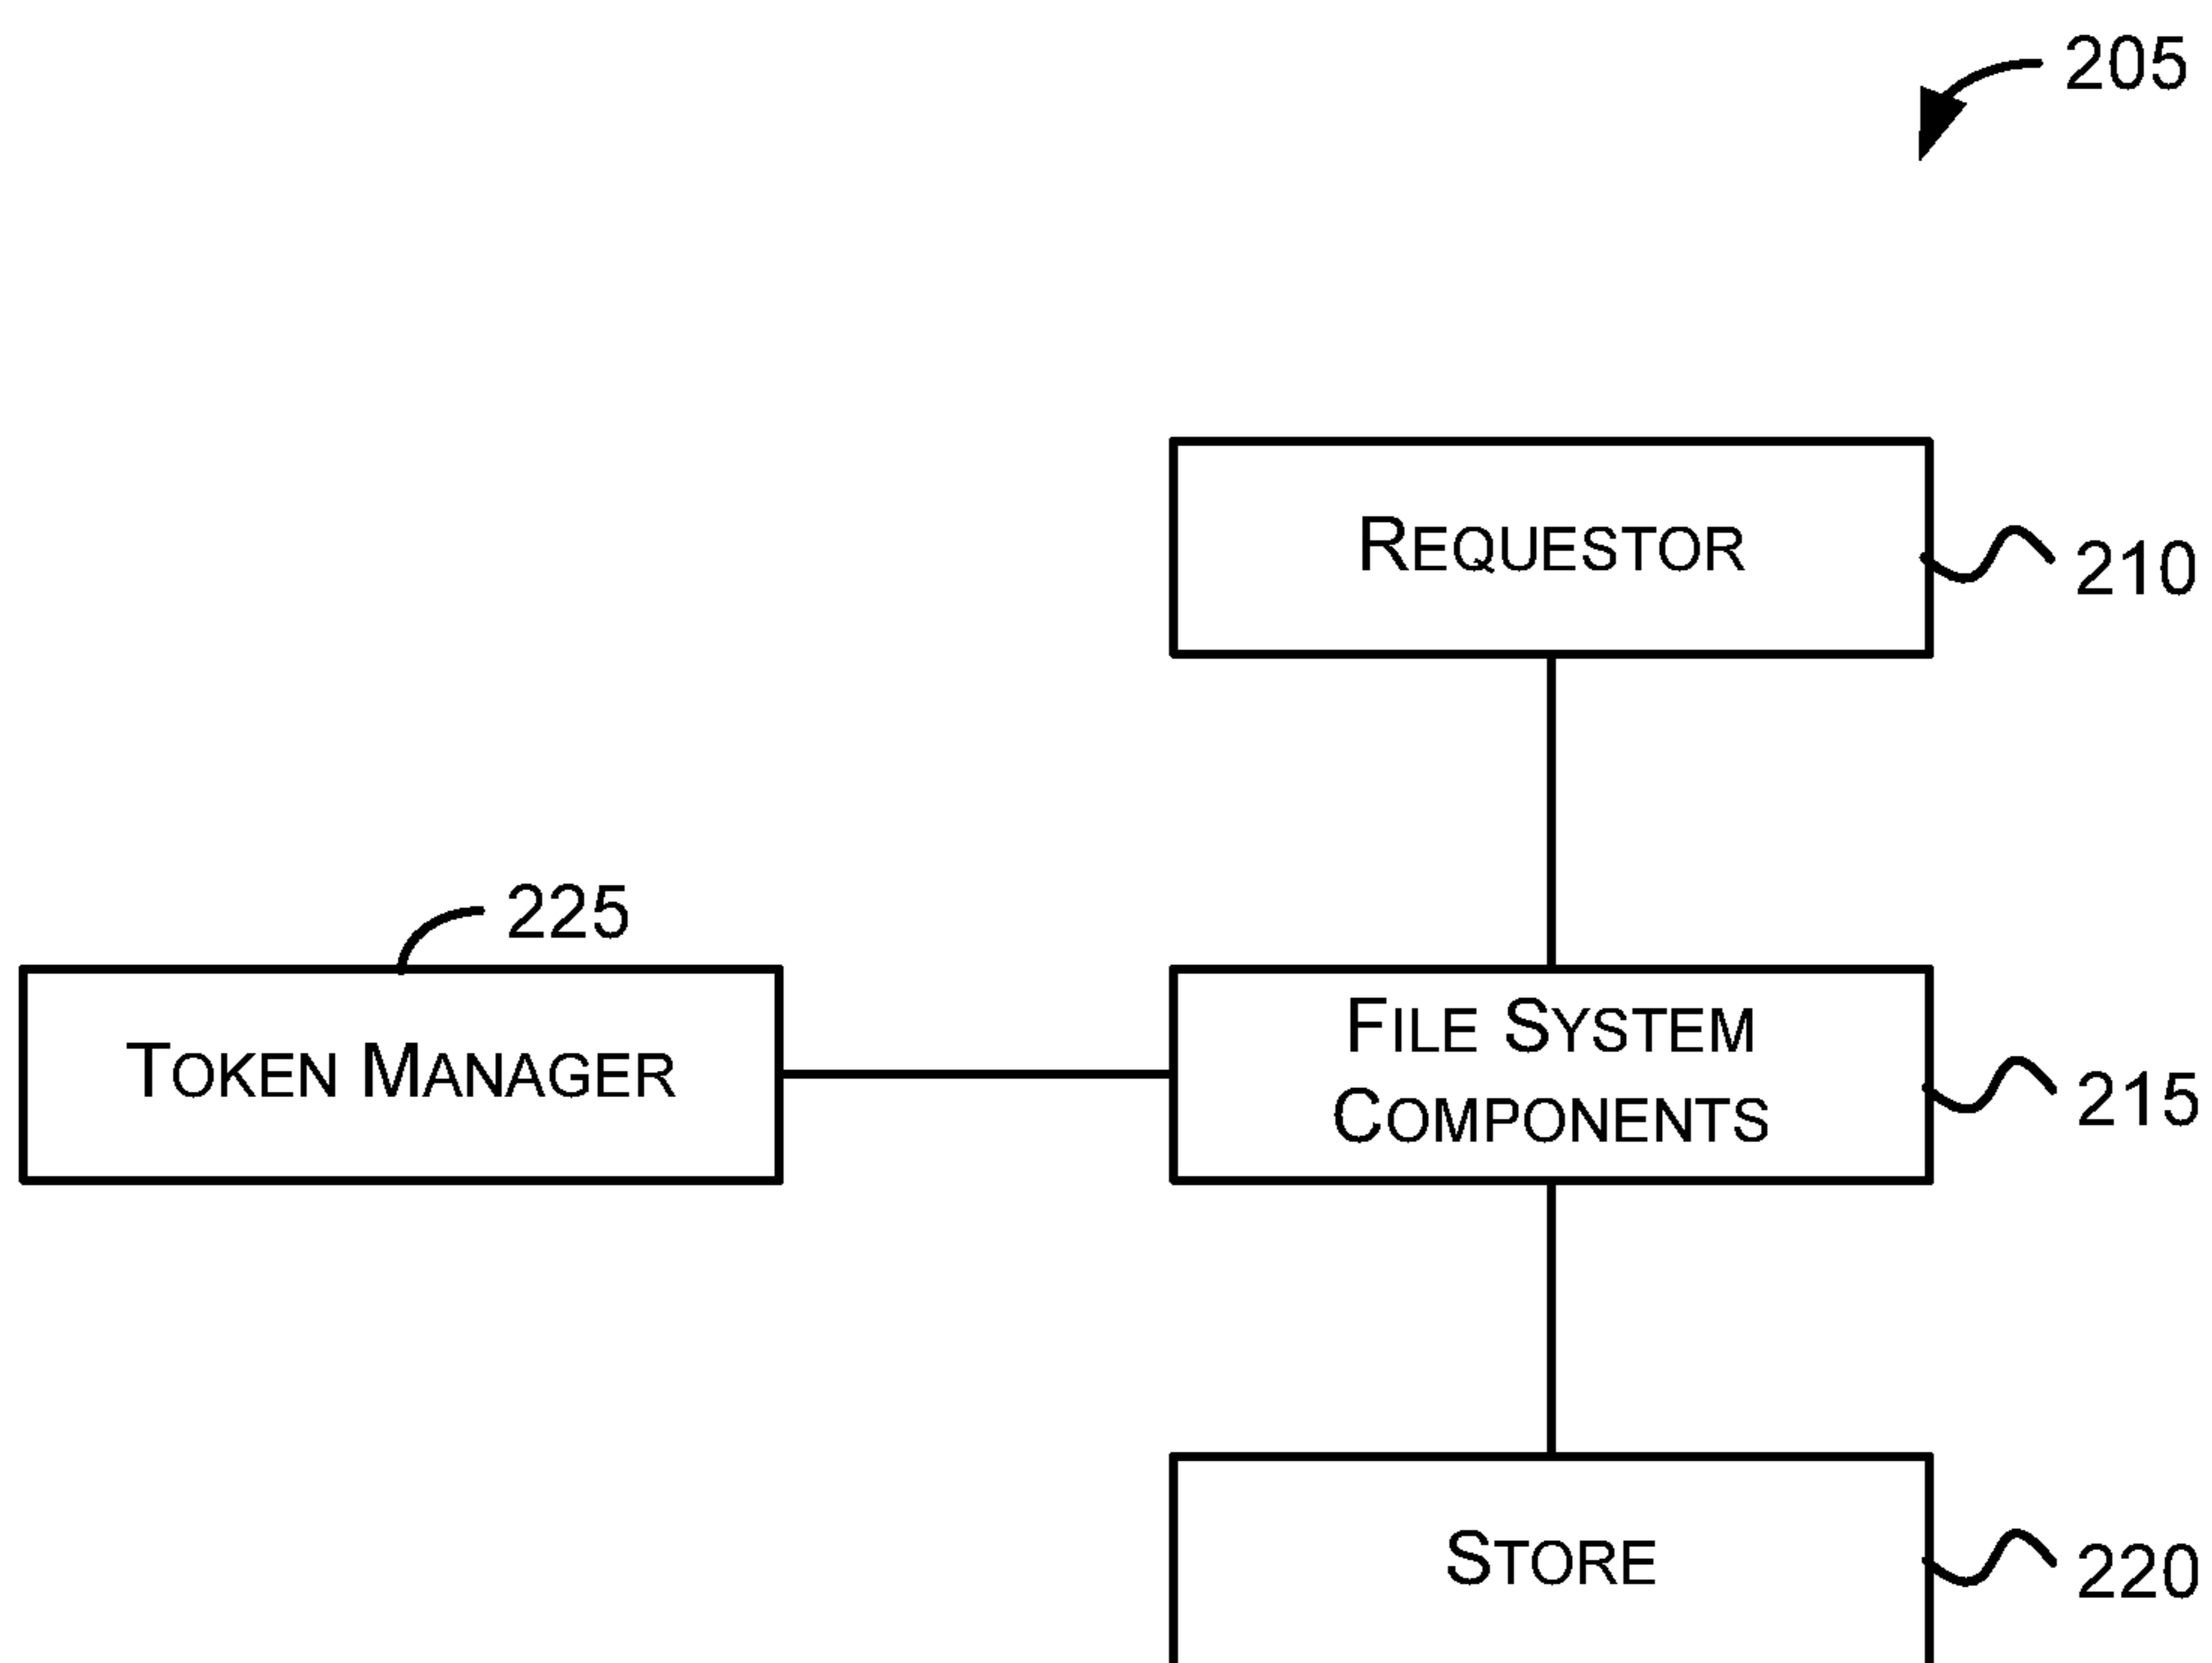 205
REQUESTOR
210
225
TOKEN MANAGER
FILE SYSTEM
COMPONENTS
215
STORE
220